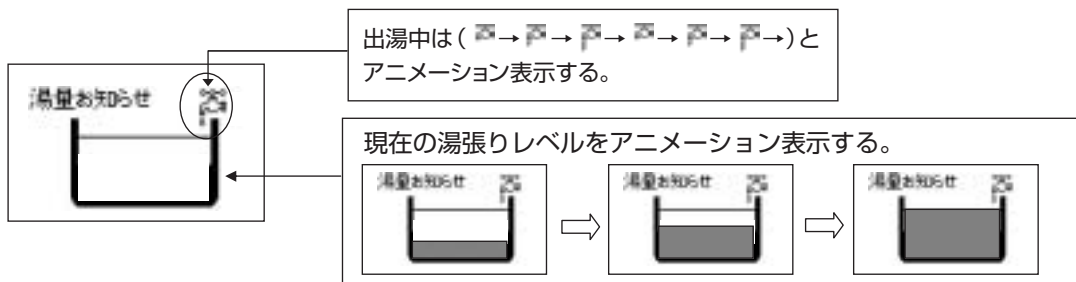 出湯中は( → → → → → →)と
アニメーション表示する。
湯量お知らせ
現在の湯張りレベルをアニメーション表示する。
湯量お知らせ
湯量お知らせ
湯量お知らせ